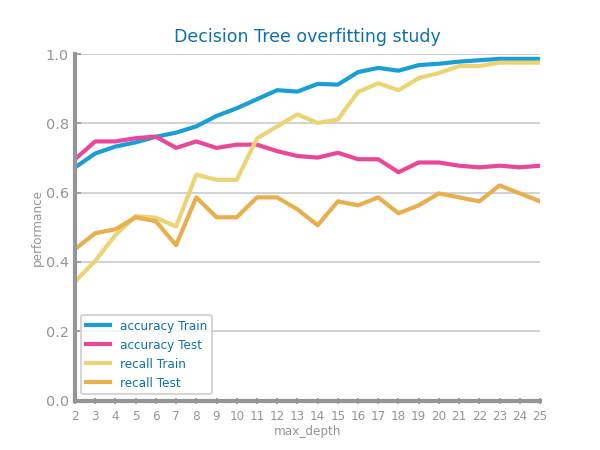 Decision Tree overfitting study
1.0
0.8
0.6
0.4
0.2
0.0
performance
accuracy Train
accuracy Test
recall Train
recall Test
2 3 4 5 6 7 8 9 10 11 12 13 14 15 16 17 18 19 20 21 22 23 24 25
max_depth